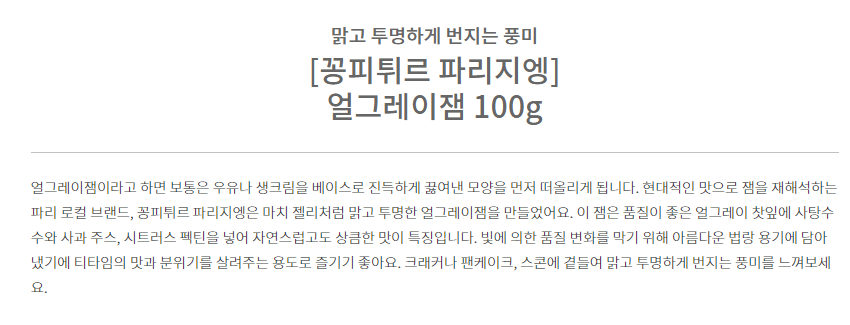 맑고 투명하게 번지는 풍미
[꽁피튀르 파리지엥]
얼그레이잼 100g
얼그레이잼이라고 하면 보통은 우유나 생크림을 베이스로 진득하게 끓여낸 모양을 먼저 떠올리게 됩니다. 현대적인 맛으로 잼을 재해석하는
파리 로컬 브랜드, 꽁피튀르 파리지엥은 마치 젤리처럼 맑고 투명한 얼그레이잼을 만들었어요. 이 잼은 품질이 좋은 얼그레이 찻잎에 사탕수
수와 사과 주스, 시트러스 펙틴을 넣어 자연스럽고도 상큼한 맛이 특징입니다. 빛에 의한 품질 변화를 막기 위해 아름다운 법랑 용기에 담아
냈기에 티타임의 맛과 분위기를 살려주는 용도로 즐기기 좋아요. 크래커나 팬케이크, 스콘에 곁들여 맑고 투명하게 번지는 풍미를 느껴보세
요.